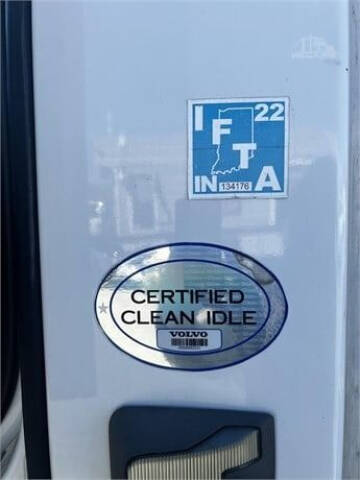 I 22
F
T
IN 134176 A
CERTIFIED
CLEAN IDLE
VOLVO